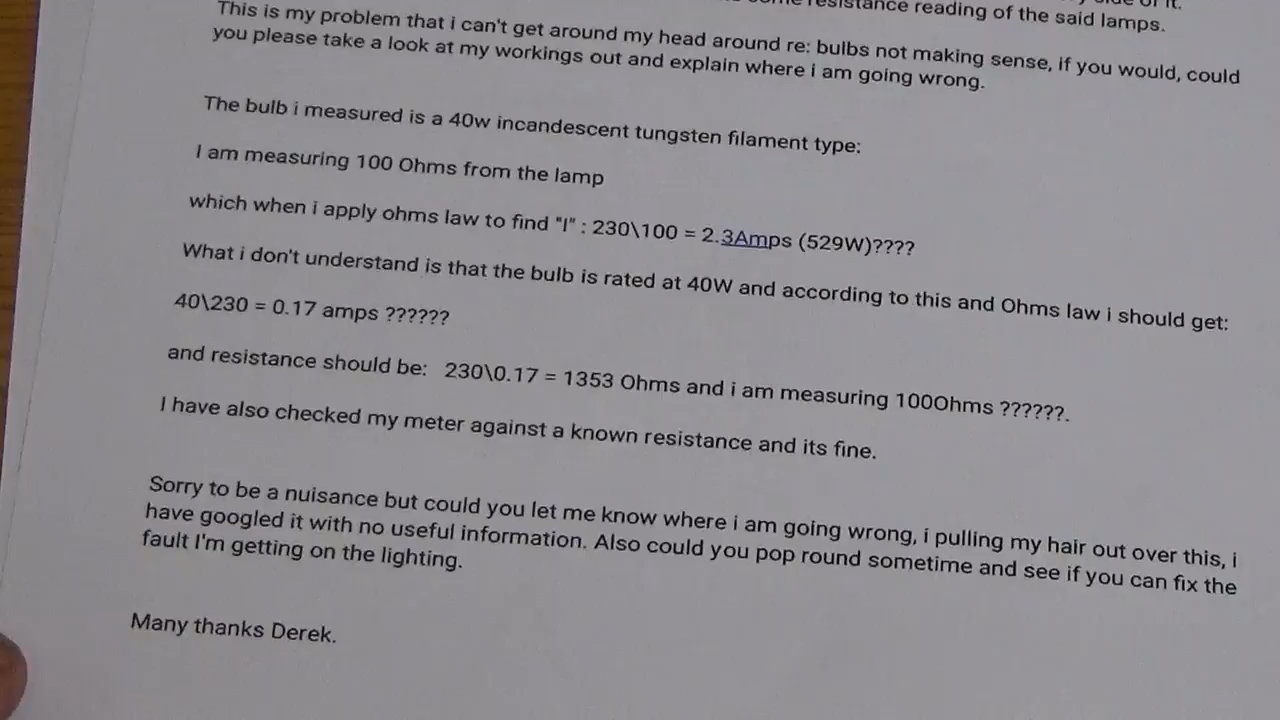 resistance reading of the said lamps.
This is my problem that i can't get around my head around re: bulbs not making sense, if you would, could
you please take a look at my workings out and explain where i am going wrong.
The bulb i measured is a 40w incandescent tungsten filament type:
I am measuring 100 Ohms from the lamp
which when i apply ohms law to find "I" : 230\100 = 2.3Amps (529W)????
What i don't understand is that the bulb is rated at 40W and according to this and Ohms law i should get:
40\230 = 0.17 amps ??????
and resistance should be: 230\0.17 = 1353 Ohms and i am measuring 100Ohms ??????.
I have also checked my meter against a known resistance and its fine.
Sorry to be a nuisance but could you let me know where i am going wrong, i pulling my hair out over this, i
have googled it with no useful information. Also could you pop round sometime and see if you can fix the
fault I'm getting on the lighting.
Many thanks Derek.